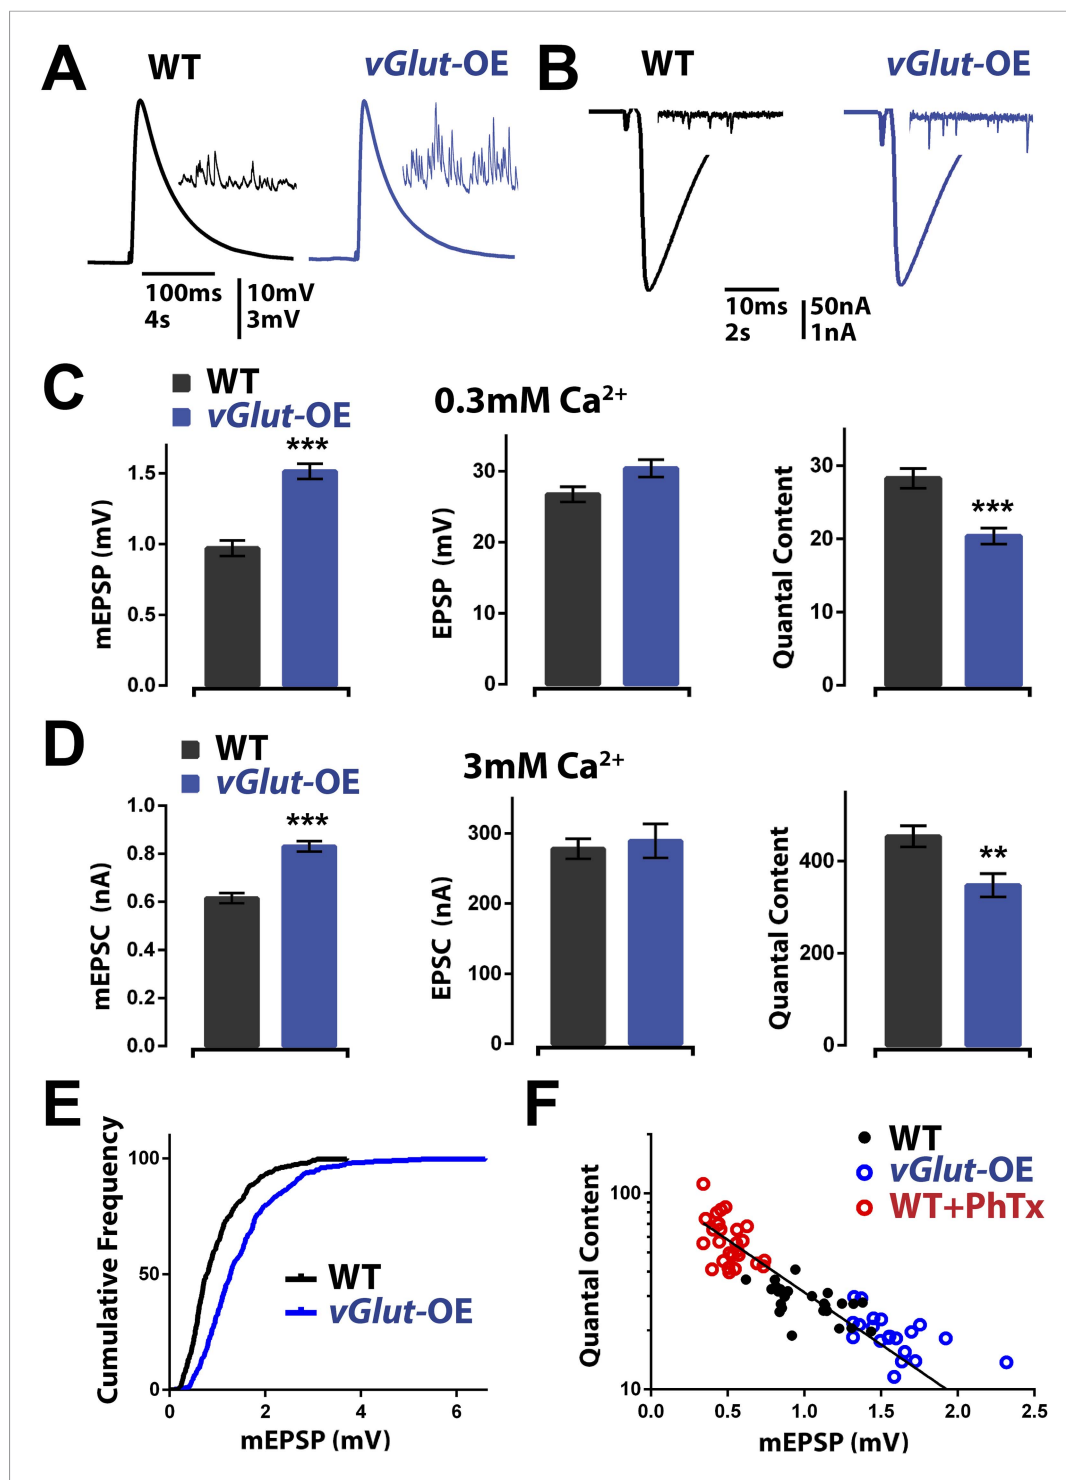 A
WT
vGlut-OE
B
WT
vGlut-OE
100ms
4s
10mV
3mV
10ms
2s
50nA
1nA
C
WT
vGlut-OE
0.3mM Ca²⁺
mEPSP (mV)
1.5
1.0
0.5
0.0
***
EPSP (mV)
30
20
10
0
Quantal Content
30
20
10
0
***
D
WT
vGlut-OE
3mM Ca²⁺
mEPSC (nA)
1.0
0.8
0.6
0.4
0.2
0.0
***
EPSC (nA)
300
200
100
0
Quantal Content
400
200
0
**
E
Cumulative Frequency
100
50
0
WT
vGlut-OE
0 2 4 6
mEPSP (mV)
F
WT
vGlut-OE
WT+PhTx
Quantal Content
100
10
0.0 0.5 1.0 1.5 2.0 2.5
mEPSP (mV)